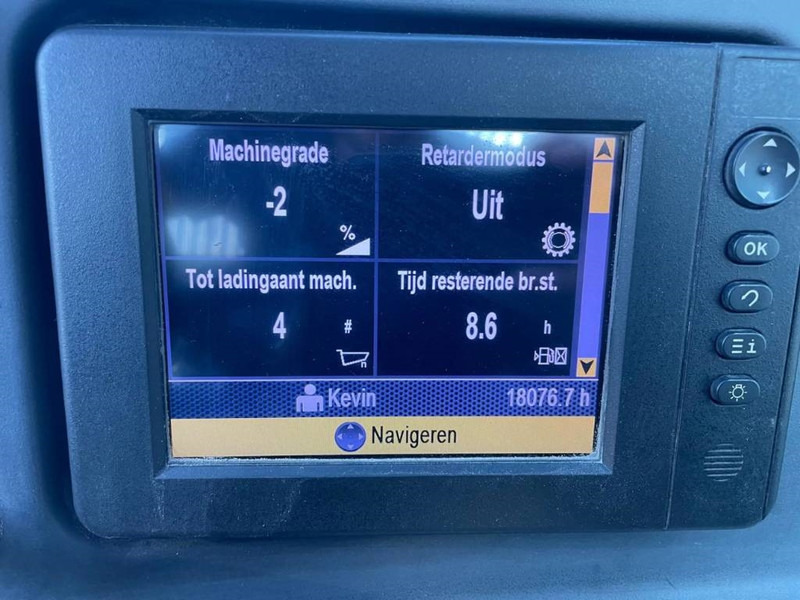 Machinegrade
-2
%
Retardermodus
Uit
Tot ladingaant mach.
4 #
n
Tijd resterende br.st.
8.6 h
Kevin 18076.7 h
Navigeren
OK
i